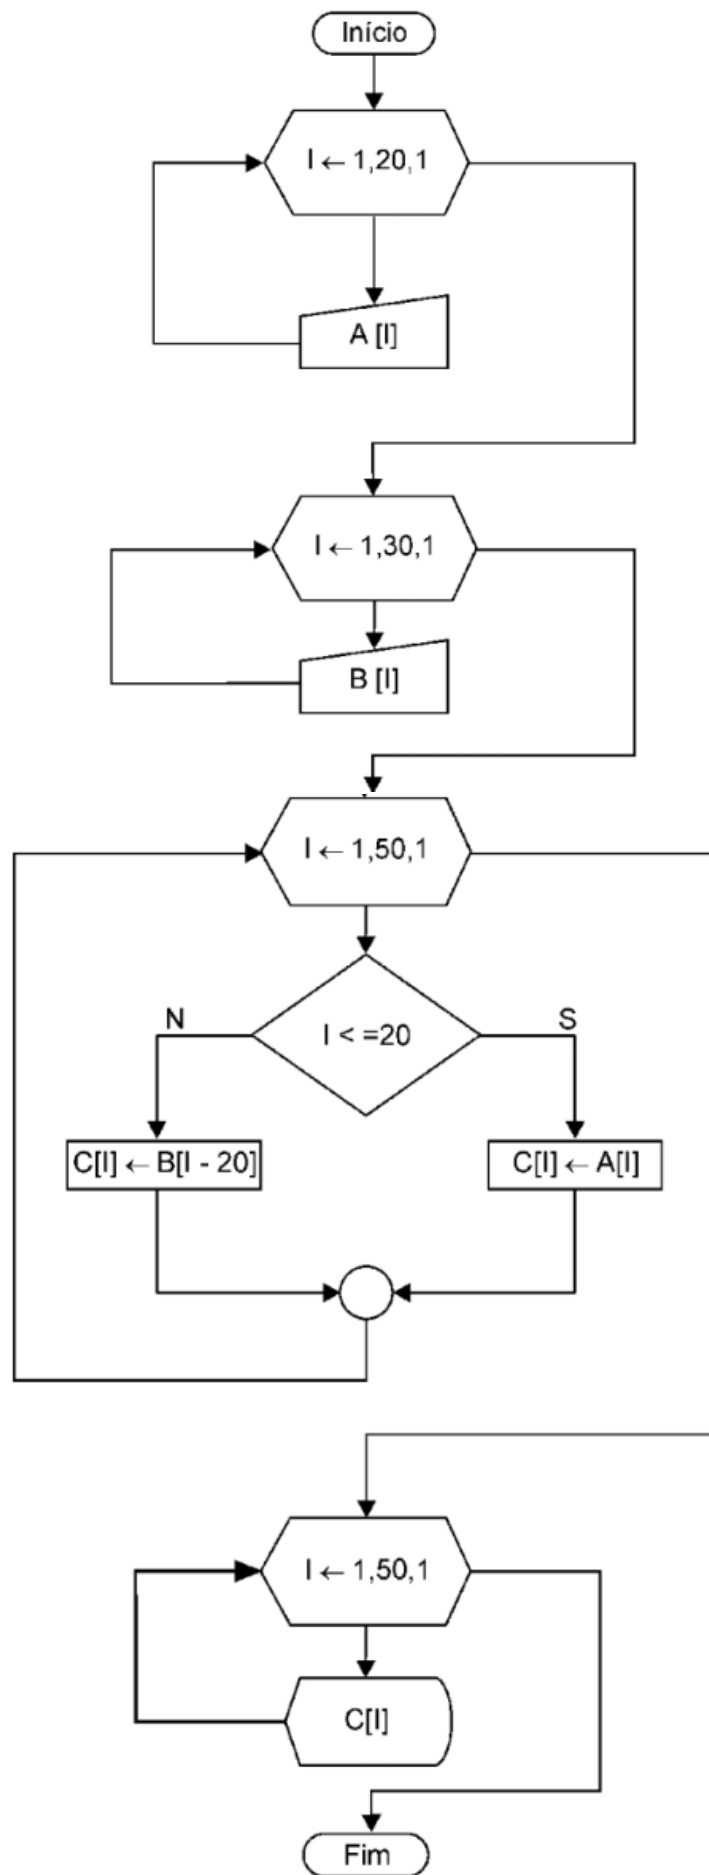 Início
I ← 1,20,1
A [I]
I ← 1,30,1
B [I]
I ← 1,50,1
I < =20
N
S
C[I] ← B[I - 20]
C[I] ← A[I]
I ← 1,50,1
C[I]
Fim